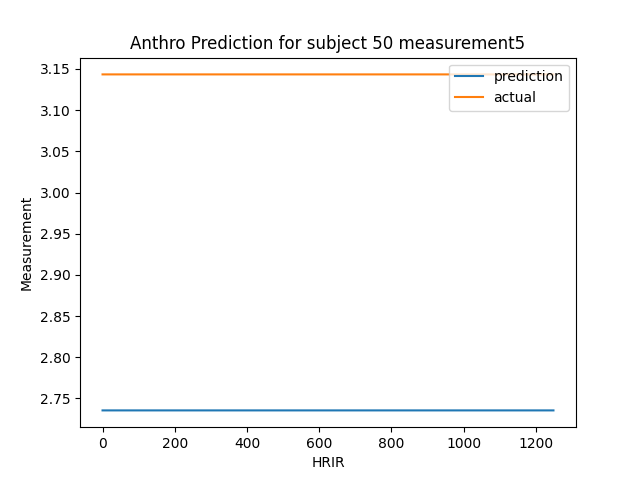 Anthro Prediction for subject 50 measurement5
3.15
3.10
3.05
3.00
2.95
2.90
2.85
2.80
2.75
Measurement
prediction
actual
0 200 400 600 800 1000 1200
HRIR